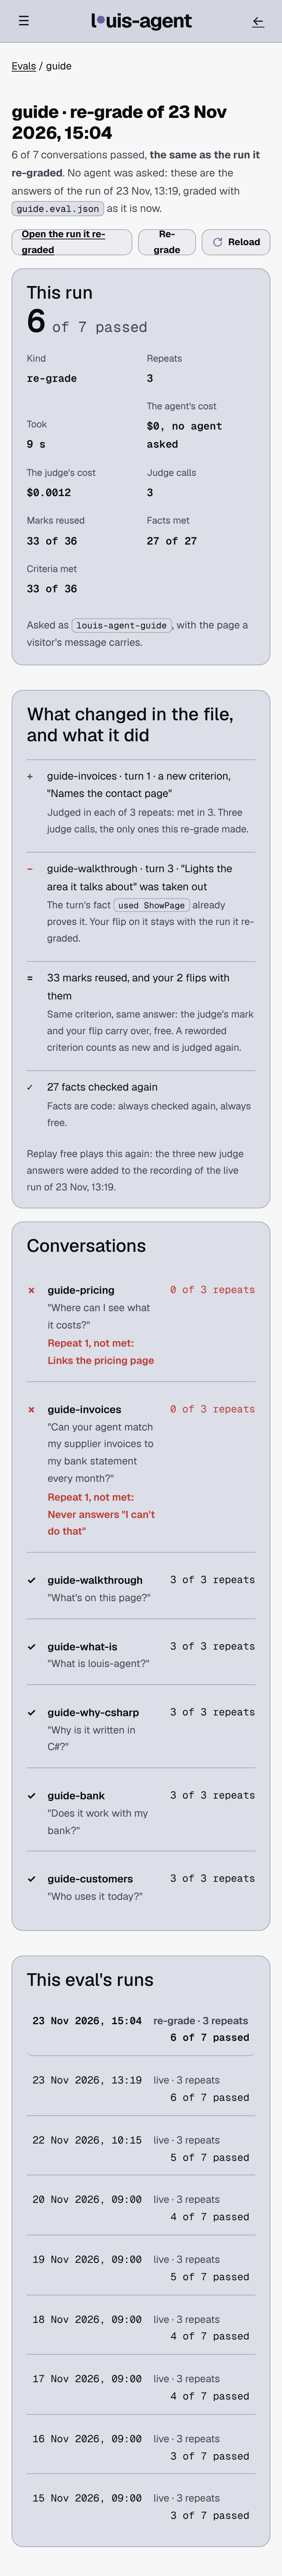 ☰
louis-agent
←
Evals / guide
guide · re-grade of 23 Nov
2026, 15:04
6 of 7 conversations passed, the same as the run it
re-graded. No agent was asked: these are the
answers of the run of 23 Nov, 13:19, graded with
guide.eval.json as it is now.
Open the run it re-
graded
Re-
grade
Reload
This run
6 of 7 passed
Kind
re-grade
Repeats
3
Took
9 s
The agent's cost
$0, no agent
asked
The judge's cost
$0.0012
Judge calls
3
Marks reused
33 of 36
Facts met
27 of 27
Criteria met
33 of 36
Asked as louis-agent-guide, with the page a
visitor's message carries.
What changed in the file,
and what it did
+ guide-invoices · turn 1 · a new criterion,
"Names the contact page"
Judged in each of 3 repeats: met in 3. Three
judge calls, the only ones this re-grade made.
− guide-walkthrough · turn 3 · "Lights the
area it talks about" was taken out
The turn's fact used ShowPage already
proves it. Your flip on it stays with the run it re-
graded.
= 33 marks reused, and your 2 flips with
them
Same criterion, same answer: the judge's mark
and your flip carry over, free. A reworded
criterion counts as new and is judged again.
✓ 27 facts checked again
Facts are code: always checked again, always
free.
Replay free plays this again: the three new judge
answers were added to the recording of the live
run of 23 Nov, 13:19.
Conversations
× guide-pricing 0 of 3 repeats
"Where can I see what
it costs?"
Repeat 1, not met:
Links the pricing page
× guide-invoices 0 of 3 repeats
"Can your agent match
my supplier invoices to
my bank statement
every month?"
Repeat 1, not met:
Never answers "I can't
do that"
✓ guide-walkthrough 3 of 3 repeats
"What's on this page?"
✓ guide-what-is 3 of 3 repeats
"What is louis-agent?"
✓ guide-why-csharp 3 of 3 repeats
"Why is it written in
C#?"
✓ guide-bank 3 of 3 repeats
"Does it work with my
bank?"
✓ guide-customers 3 of 3 repeats
"Who uses it today?"
This eval's runs
23 Nov 2026, 15:04 re-grade · 3 repeats
6 of 7 passed
23 Nov 2026, 13:19 live · 3 repeats
6 of 7 passed
22 Nov 2026, 10:15 live · 3 repeats
5 of 7 passed
20 Nov 2026, 09:00 live · 3 repeats
4 of 7 passed
19 Nov 2026, 09:00 live · 3 repeats
5 of 7 passed
18 Nov 2026, 09:00 live · 3 repeats
4 of 7 passed
17 Nov 2026, 09:00 live · 3 repeats
4 of 7 passed
16 Nov 2026, 09:00 live · 3 repeats
3 of 7 passed
15 Nov 2026, 09:00 live · 3 repeats
3 of 7 passed